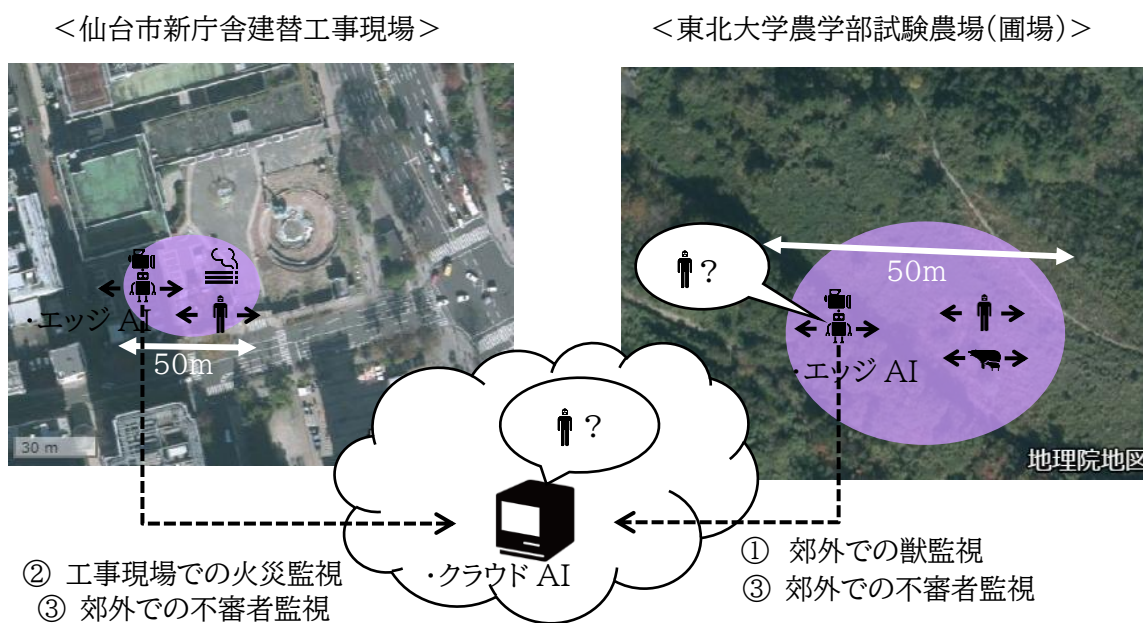 ＜仙台市新庁舎建替工事現場＞
＜東北大学農学部試験農場（圃場）＞
・エッジ AI
50m
30 m
？
50m
・エッジ AI
地理院地図
？
・クラウド AI
② 工事現場での火災監視
③ 郊外での不審者監視
① 郊外での獣監視
③ 郊外での不審者監視